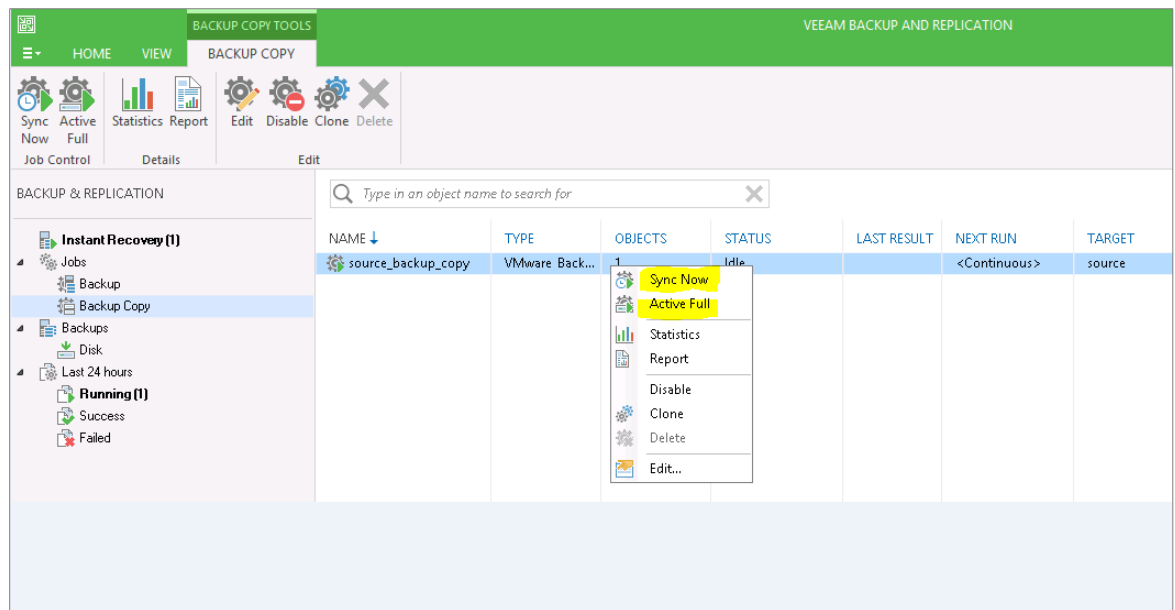 BACKUP COPY TOOLS
VEEAM BACKUP AND REPLICATION
HOME VIEW BACKUP COPY
Sync Now
Active Full
Statistics
Report
Edit
Disable
Clone
Delete
Job Control
Details
Edit
BACKUP & REPLICATION
Instant Recovery (1)
Jobs
Backup
Backup Copy
Backups
Disk
Last 24 hours
Running (1)
Success
Failed
Type in an object name to search for
NAME TYPE OBJECTS STATUS LAST RESULT NEXT RUN TARGET
source_backup_copy VMware Back... 1 Idle <Continuous> source
Sync Now
Active Full
Statistics
Report
Disable
Clone
Delete
Edit...